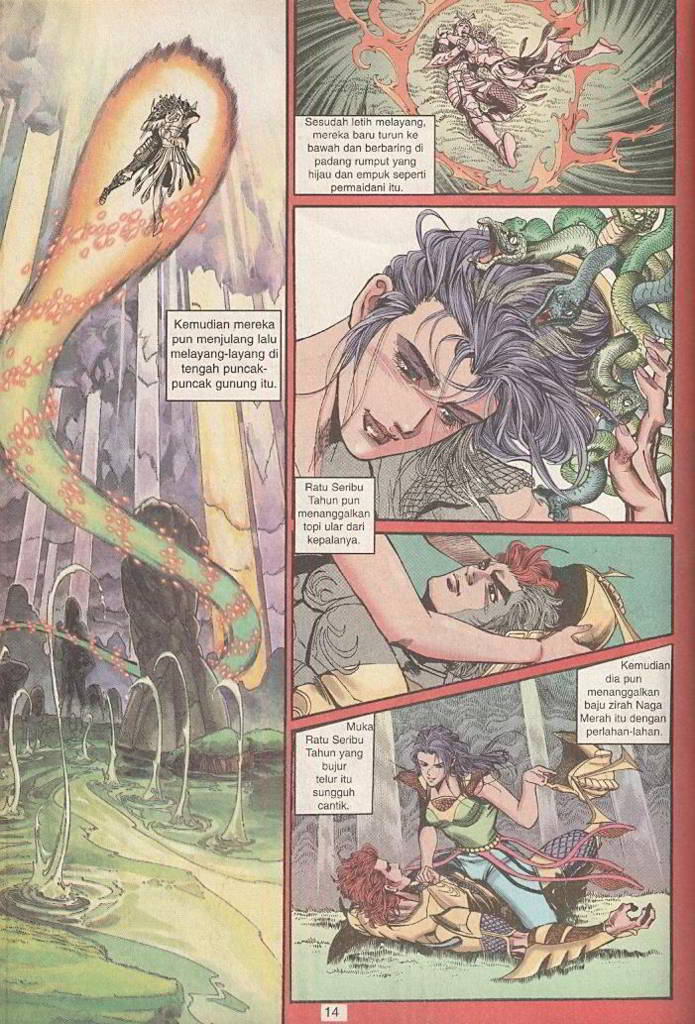 Kemudian mereka
pun menjulang lalu
melayang-layang di
tengah puncak-
puncak gunung itu.
Sesudah letih melayang,
mereka baru turun ke
bawah dan berbaring di
padang rumput yang
hijau dan empuk seperti
permaidani itu.
Ratu Seribu
Tahun pun
menanggalkan
topi ular dari
kepalanya.
Kemudian
dia pun
menanggalkan
baju zirah Naga
Merah itu dengan
perlahan-lahan.
Muka
Ratu Seribu
Tahun yang
bujur
telur itu
sungguh
cantik.
14